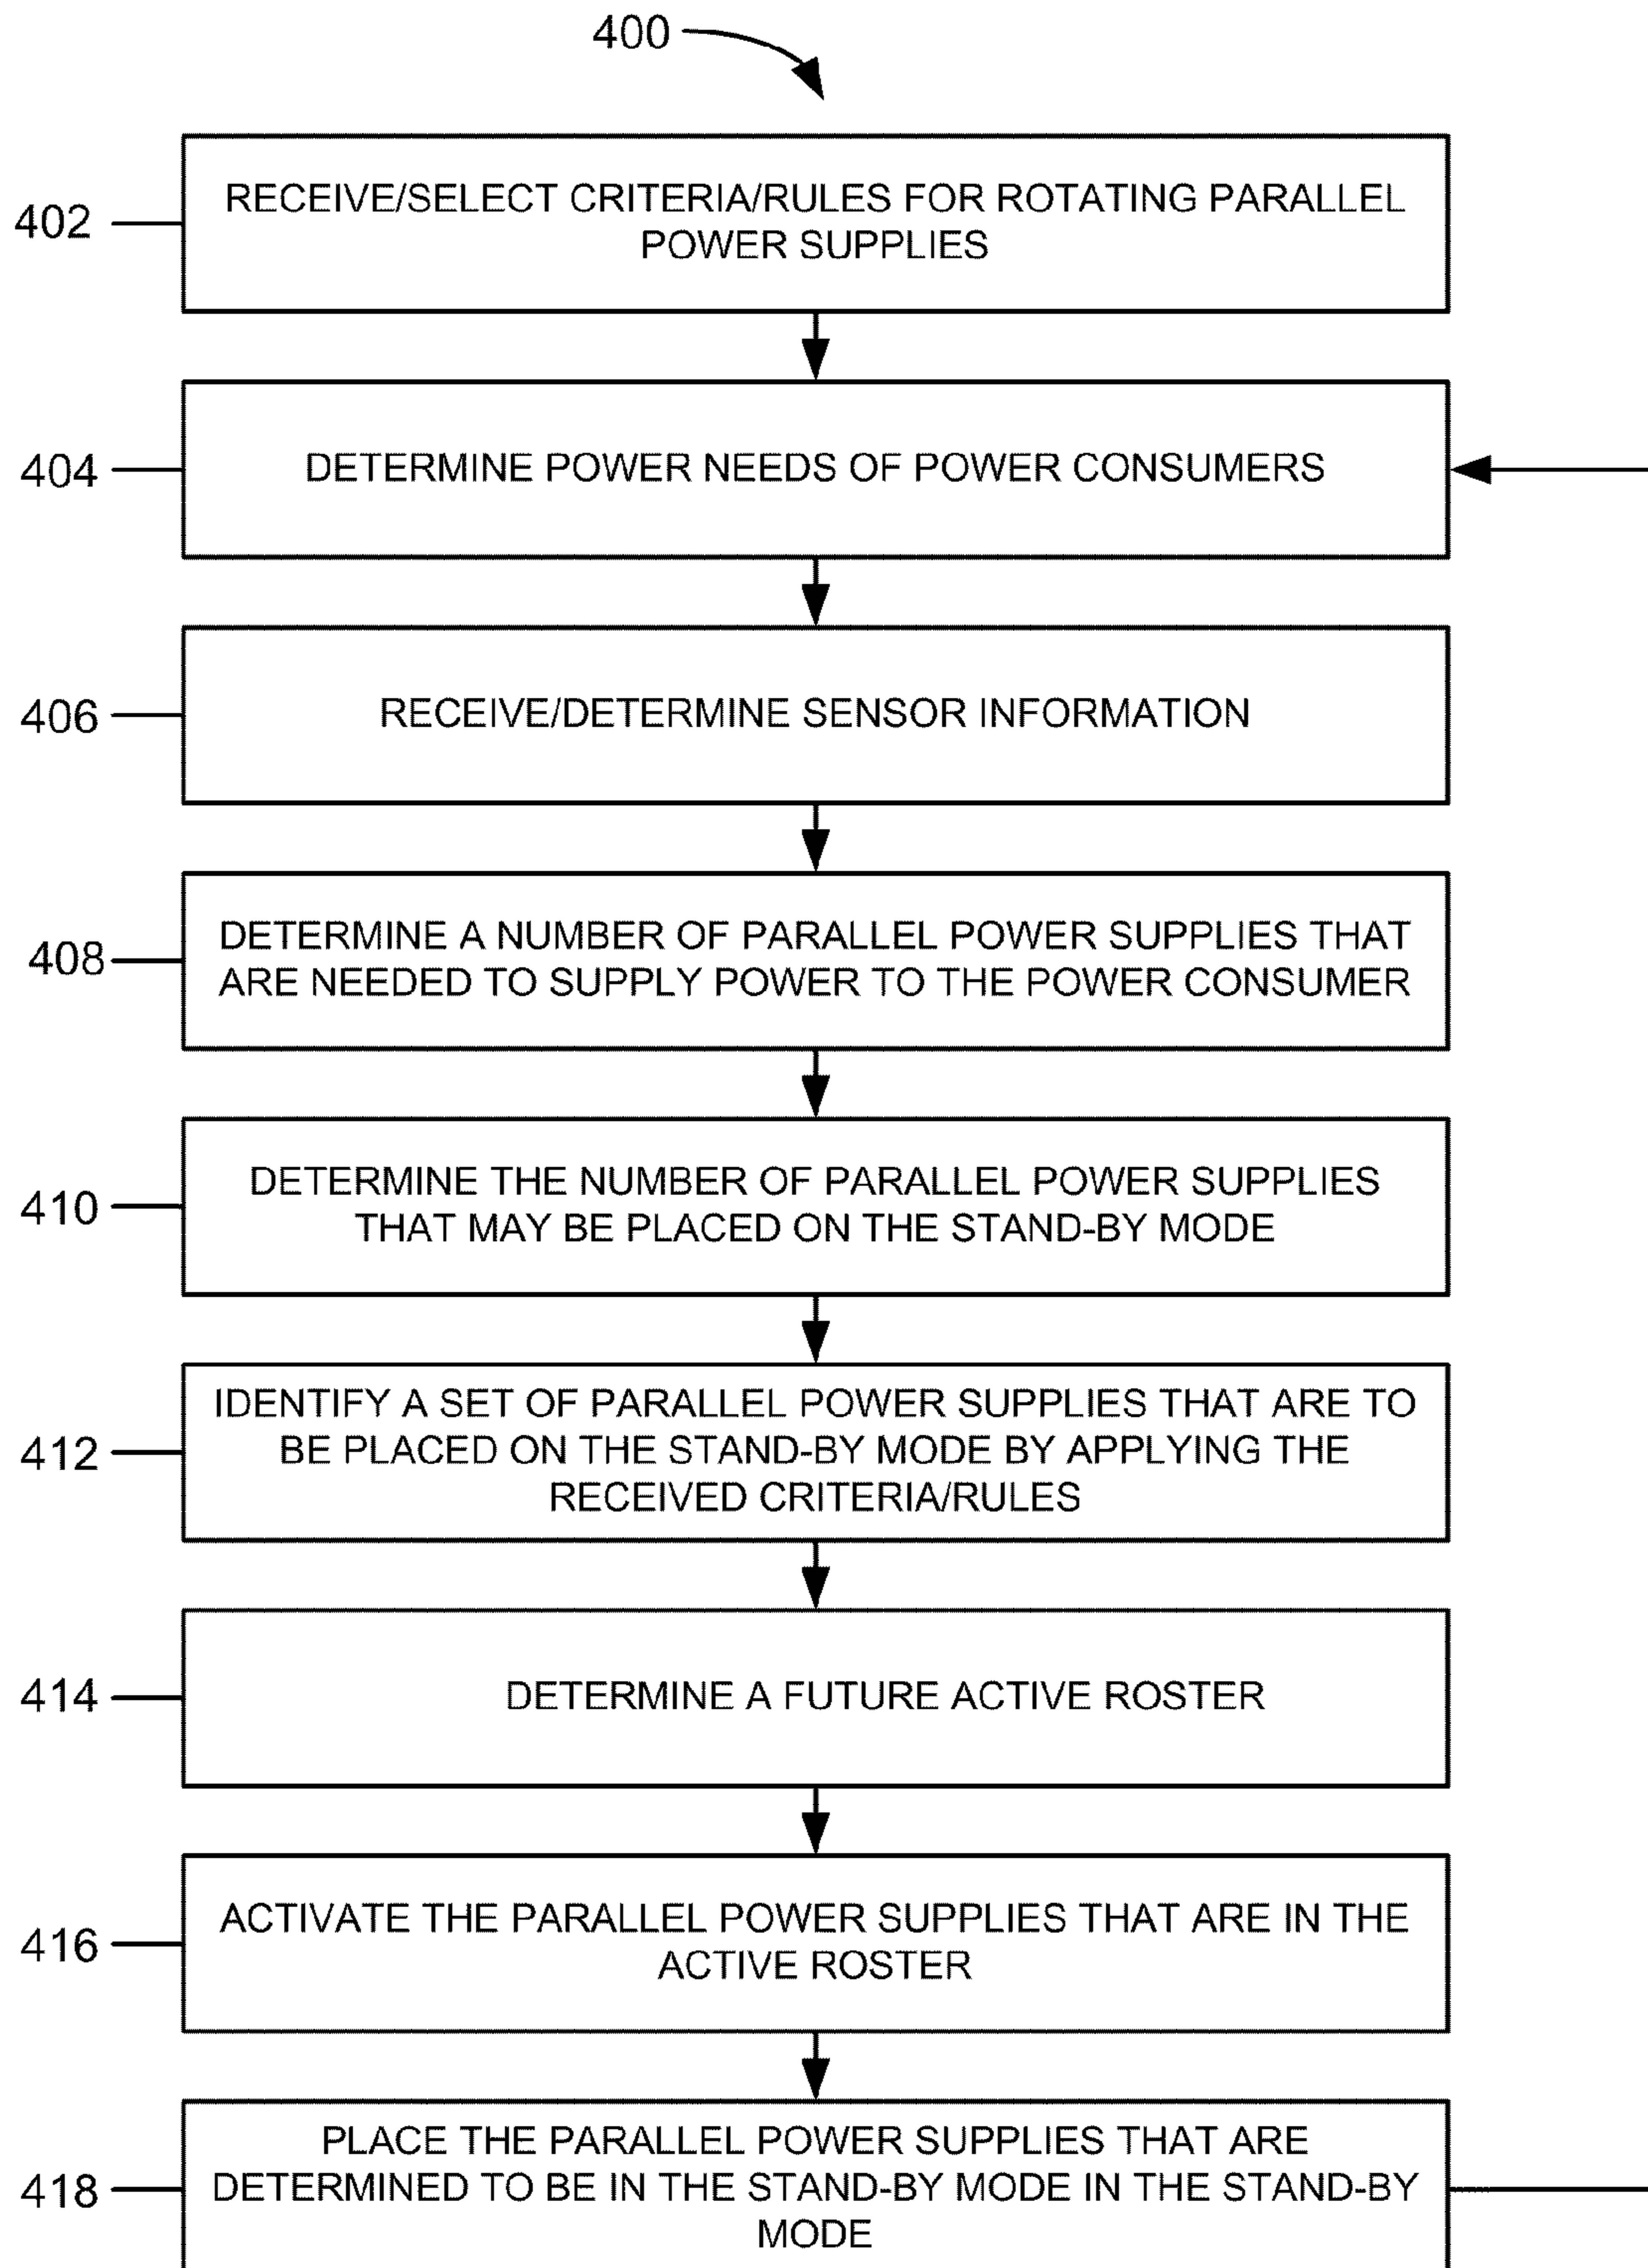 400
402
RECEIVE/SELECT CRITERIA/RULES FOR ROTATING PARALLEL
POWER SUPPLIES
404
DETERMINE POWER NEEDS OF POWER CONSUMERS
406
RECEIVE/DETERMINE SENSOR INFORMATION
408
DETERMINE A NUMBER OF PARALLEL POWER SUPPLIES THAT
ARE NEEDED TO SUPPLY POWER TO THE POWER CONSUMER
410
DETERMINE THE NUMBER OF PARALLEL POWER SUPPLIES
THAT MAY BE PLACED ON THE STAND-BY MODE
412
IDENTIFY A SET OF PARALLEL POWER SUPPLIES THAT ARE TO
BE PLACED ON THE STAND-BY MODE BY APPLYING THE
RECEIVED CRITERIA/RULES
414
DETERMINE A FUTURE ACTIVE ROSTER
416
ACTIVATE THE PARALLEL POWER SUPPLIES THAT ARE IN THE
ACTIVE ROSTER
418
PLACE THE PARALLEL POWER SUPPLIES THAT ARE
DETERMINED TO BE IN THE STAND-BY MODE IN THE STAND-BY
MODE